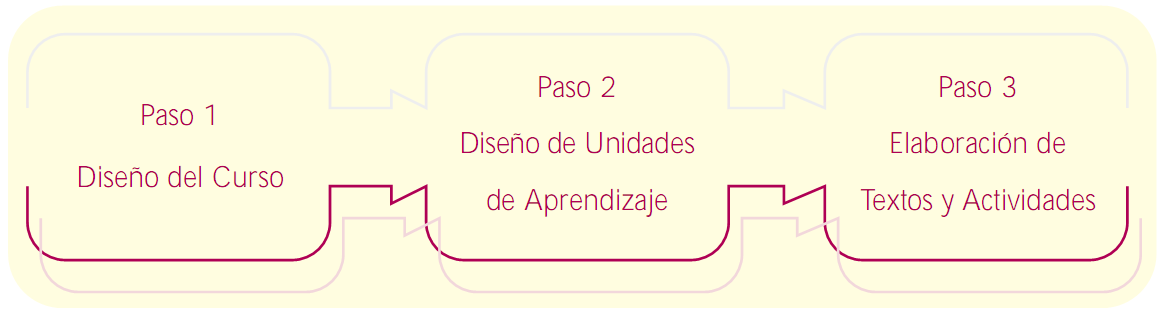 Paso 1
Diseño del Curso
Paso 2
Diseño de Unidades
de Aprendizaje
Paso 3
Elaboración de
Textos y Actividades